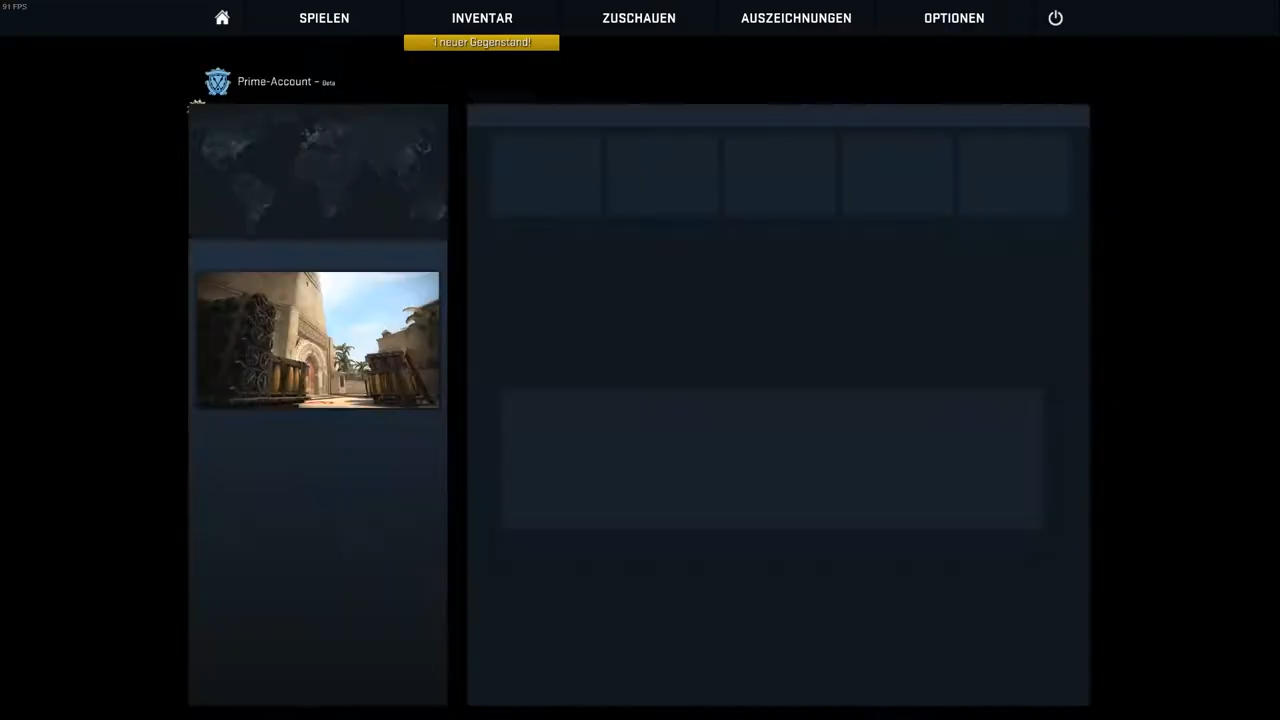 91 FPS
SPIELEN
INVENTAR
ZUSCHAUEN
AUSZEICHNUNGEN
OPTIONEN
1 neuer Gegenstand!
Prime-Account - Beta